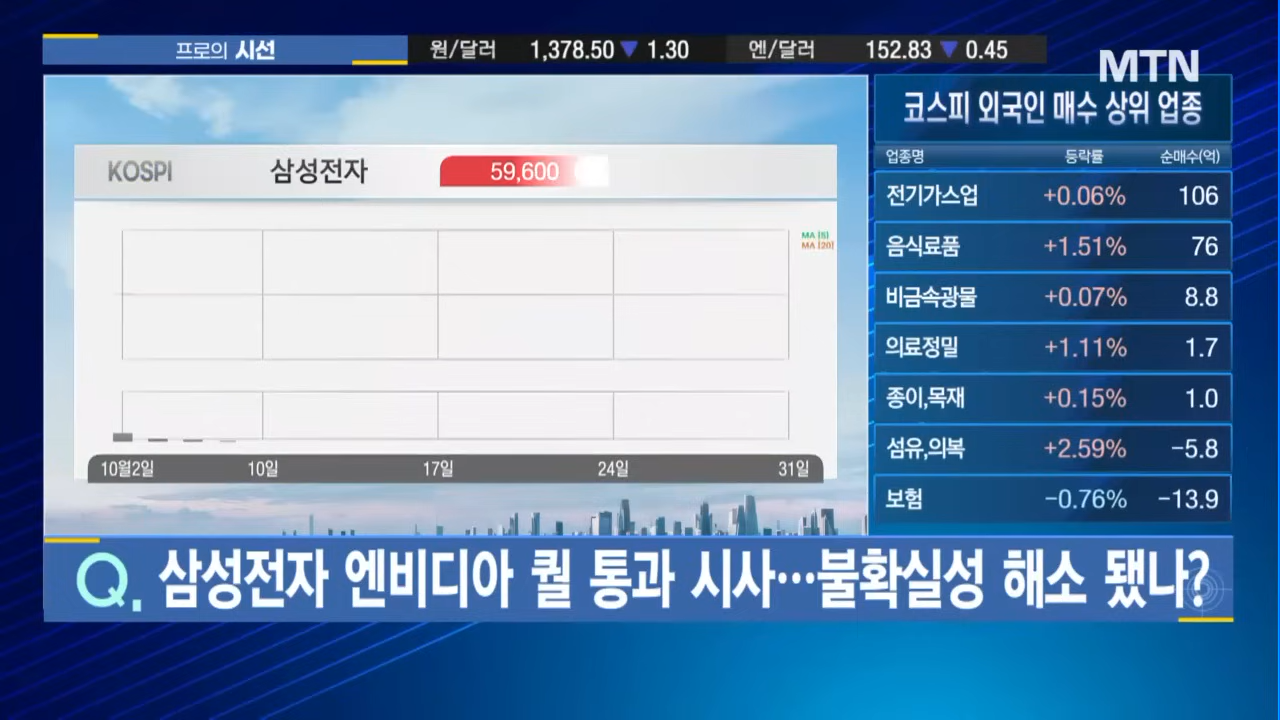 프로의 시선 원/달러 1,378.50 ▼ 1.30 엔/달러 152.83 ▼ 0.45
MTN
코스피 외국인 매수 상위 업종
업종명 등락률 순매수(억)
전기가스업 +0.06% 106
음식료품 +1.51% 76
비금속광물 +0.07% 8.8
의료정밀 +1.11% 1.7
종이,목재 +0.15% 1.0
섬유,의복 +2.59% -5.8
보험 -0.76% -13.9
KOSPI 삼성전자 59,600
MA [5]
MA [20]
10월2일 10일 17일 24일 31일
Q. 삼성전자 엔비디아 퀄 통과 시사…불확실성 해소 됐나?